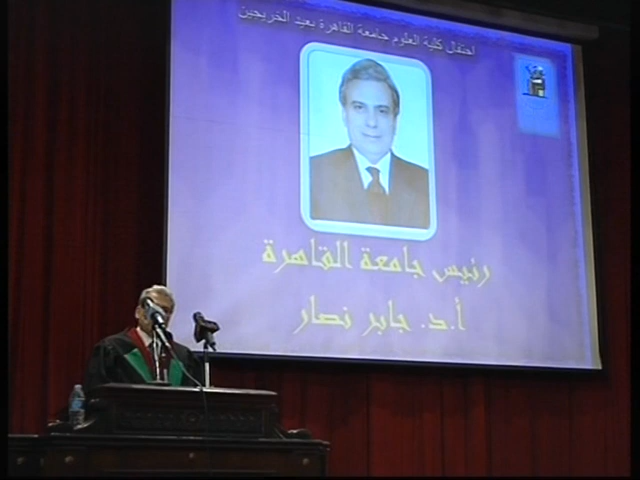 احتفال كلية العلوم جامعة القاهرة بعيد الخريجين
رئيس جامعة القاهرة
أ.د. جابر نصار